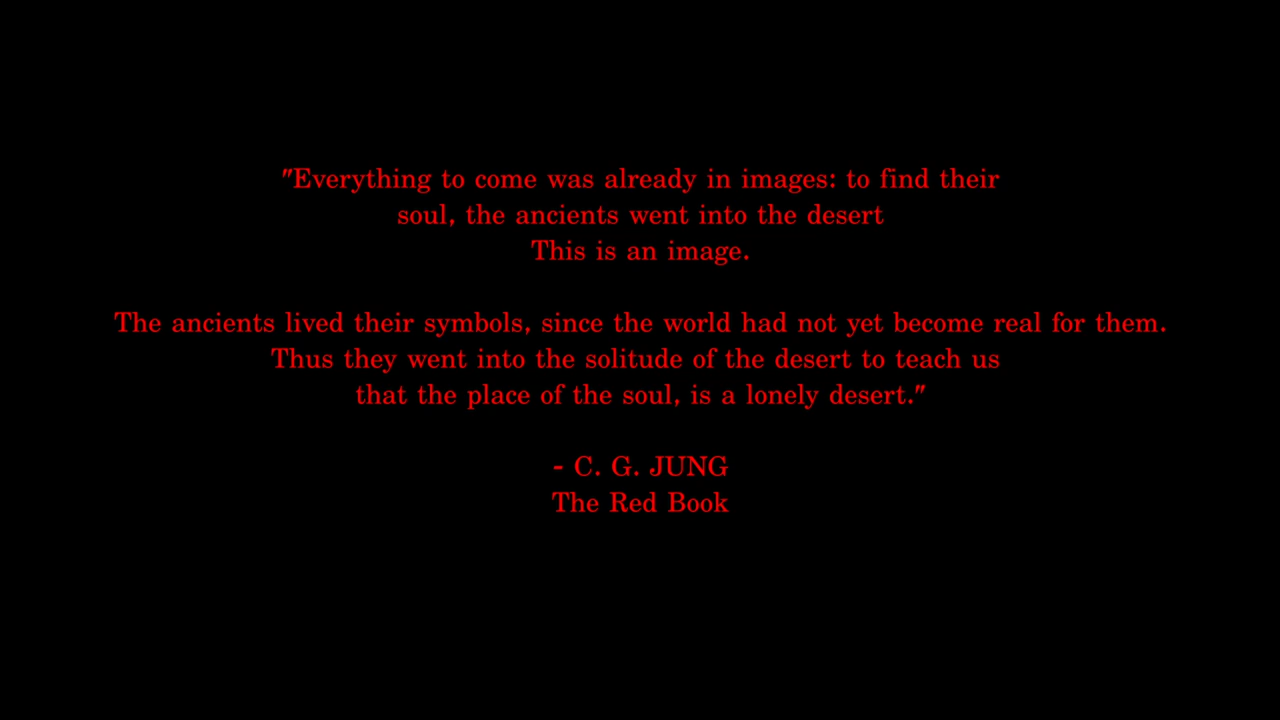 "Everything to come was already in images: to find their
soul, the ancients went into the desert
This is an image.
The ancients lived their symbols, since the world had not yet become real for them.
Thus they went into the solitude of the desert to teach us
that the place of the soul, is a lonely desert."
- C. G. JUNG
The Red Book